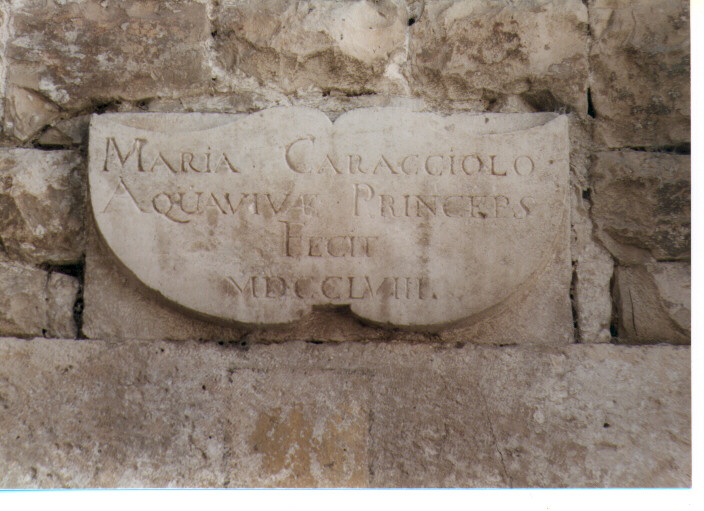 MARIA CARACCIOLO
AQUAVIVÆ PRINCEPS
FECIT
MDCCLVIII.